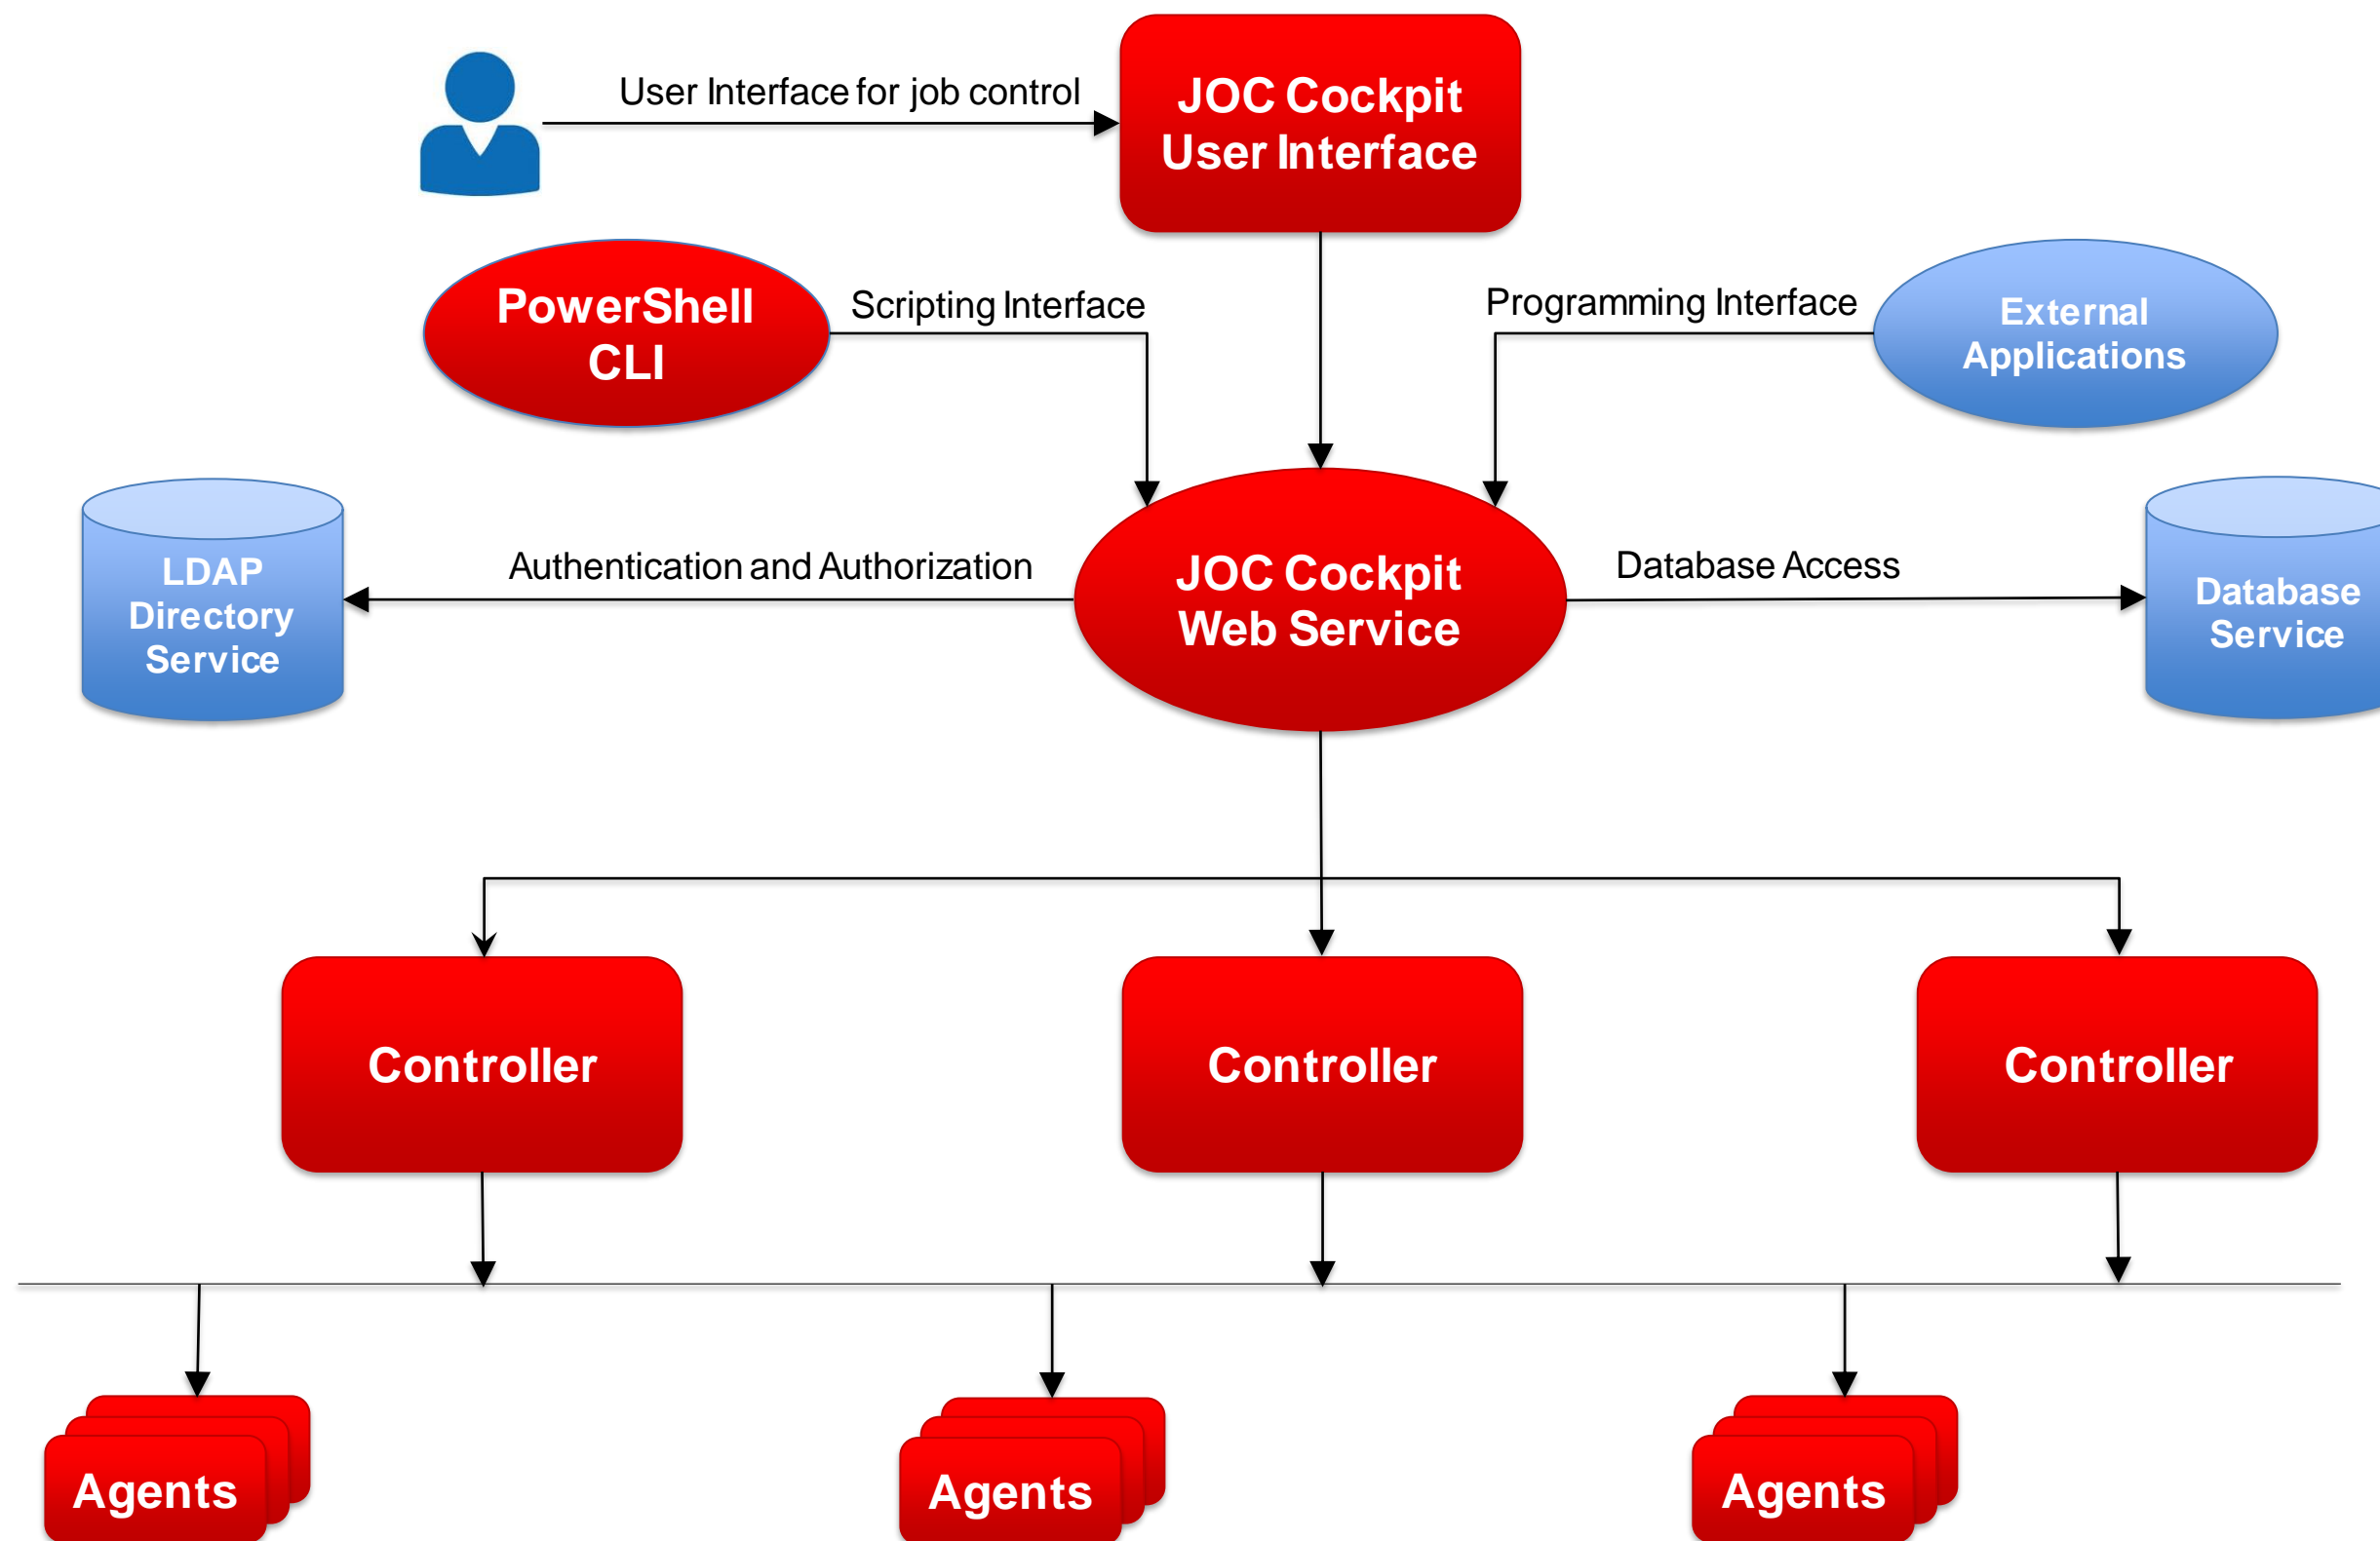 User Interface for job control
JOC Cockpit
User Interface
PowerShell
CLI
Scripting Interface
Programming Interface
External
Applications
LDAP
Directory
Service
Authentication and Authorization
JOC Cockpit
Web Service
Database Access
Database
Service
Controller
Controller
Controller
Agents
Agents
Agents